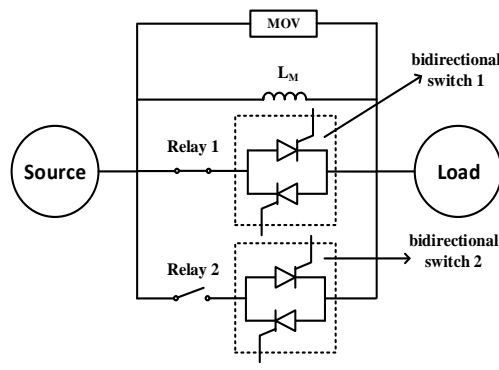 MOV
L_M
bidirectional
switch 1
Relay 1
Source
Load
bidirectional
switch 2
Relay 2